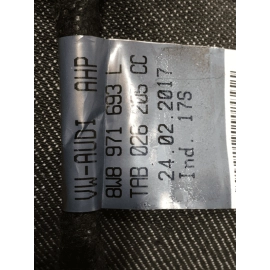 VW-AUDI AHP
8W8 971 693 L
TAB 026 205 CC
24.02.2017
Ind. 17S